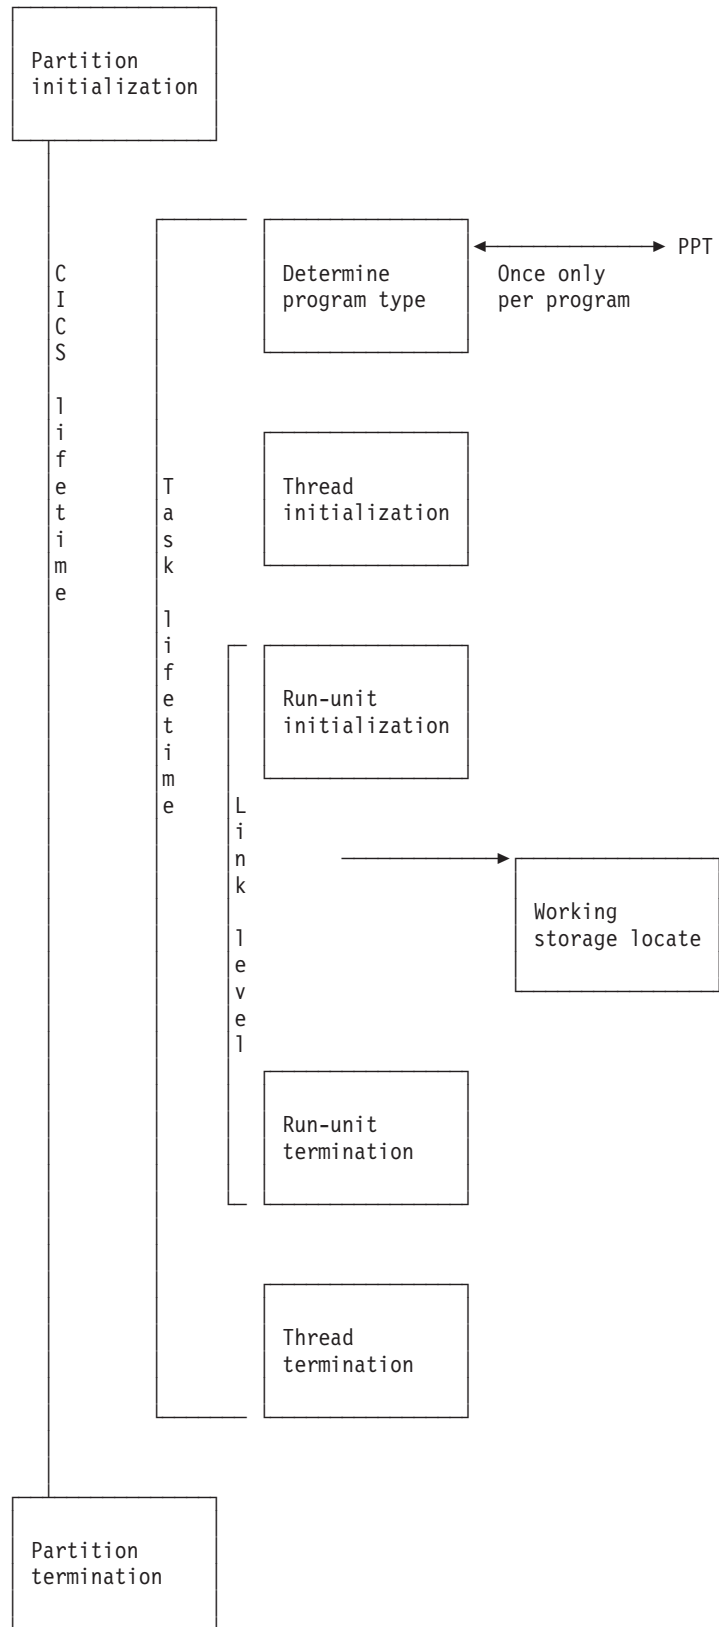 Partition
initialization
CICS lifetime
Determine
program type
PPT
Once only
per program
Task lifetime
Thread
initialization
Link level
Run-unit
initialization
Working
storage locate
Run-unit
termination
Thread
termination
Partition
termination